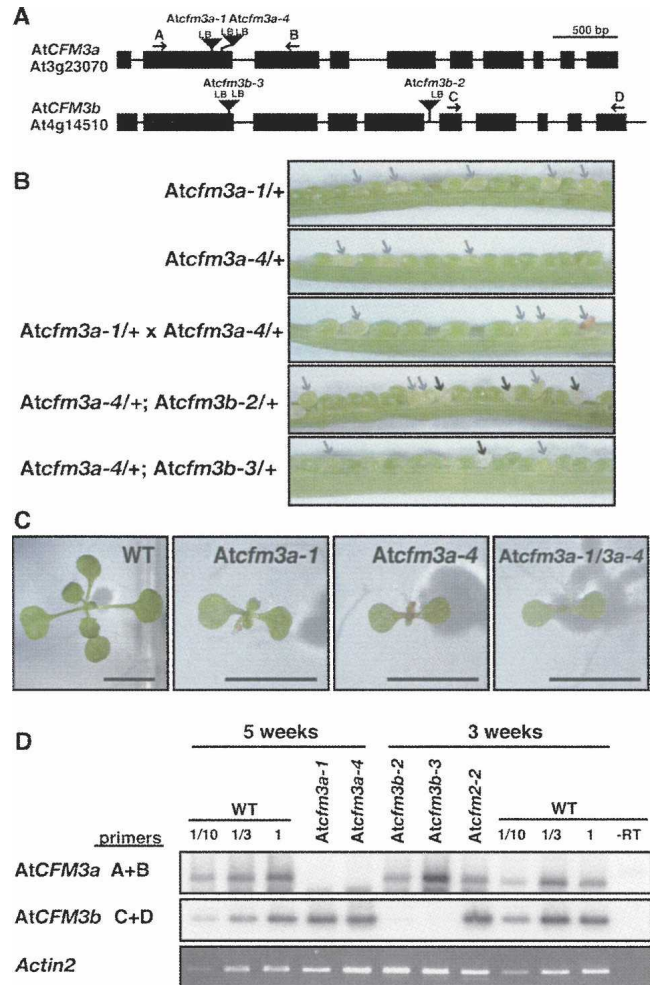 A
Atcfm3a-1 Atcfm3a-4
500 bp
AtCFM3a
At3g23070
A
LB
LB LB
B
Atcfm3b-3
Atcfm3b-2
AtCFM3b
At4g14510
LB LB
LB
C
D
B
Atcfm3a-1/+
Atcfm3a-4/+
Atcfm3a-1/+ x Atcfm3a-4/+
Atcfm3a-4/+; Atcfm3b-2/+
Atcfm3a-4/+; Atcfm3b-3/+
C
WT
Atcfm3a-1
Atcfm3a-4
Atcfm3a-1/3a-4
D
5 weeks
3 weeks
WT
Atcfm3a-1
Atcfm3a-4
Atcfm3b-2
Atcfm3b-3
Atcfm2-2
WT
primers
1/10 1/3 1
1/10 1/3 1 -RT
AtCFM3a A+B
AtCFM3b C+D
Actin2